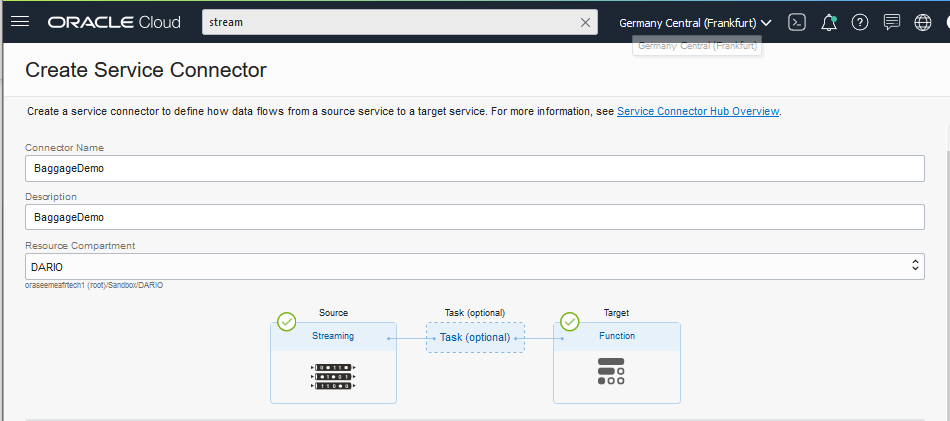 ORACLE Cloud
stream
Germany Central (Frankfurt)
Germany Central (Frankfurt)
Create Service Connector
Create a service connector to define how data flows from a source service to a target service. For more information, see Service Connector Hub Overview.
Connector Name
BaggageDemo
Description
BaggageDemo
Resource Compartment
DARIO
oraseemeafrtech1 (root)/Sandbox/DARIO
Source
Task (optional)
Target
Streaming
Task (optional)
Function